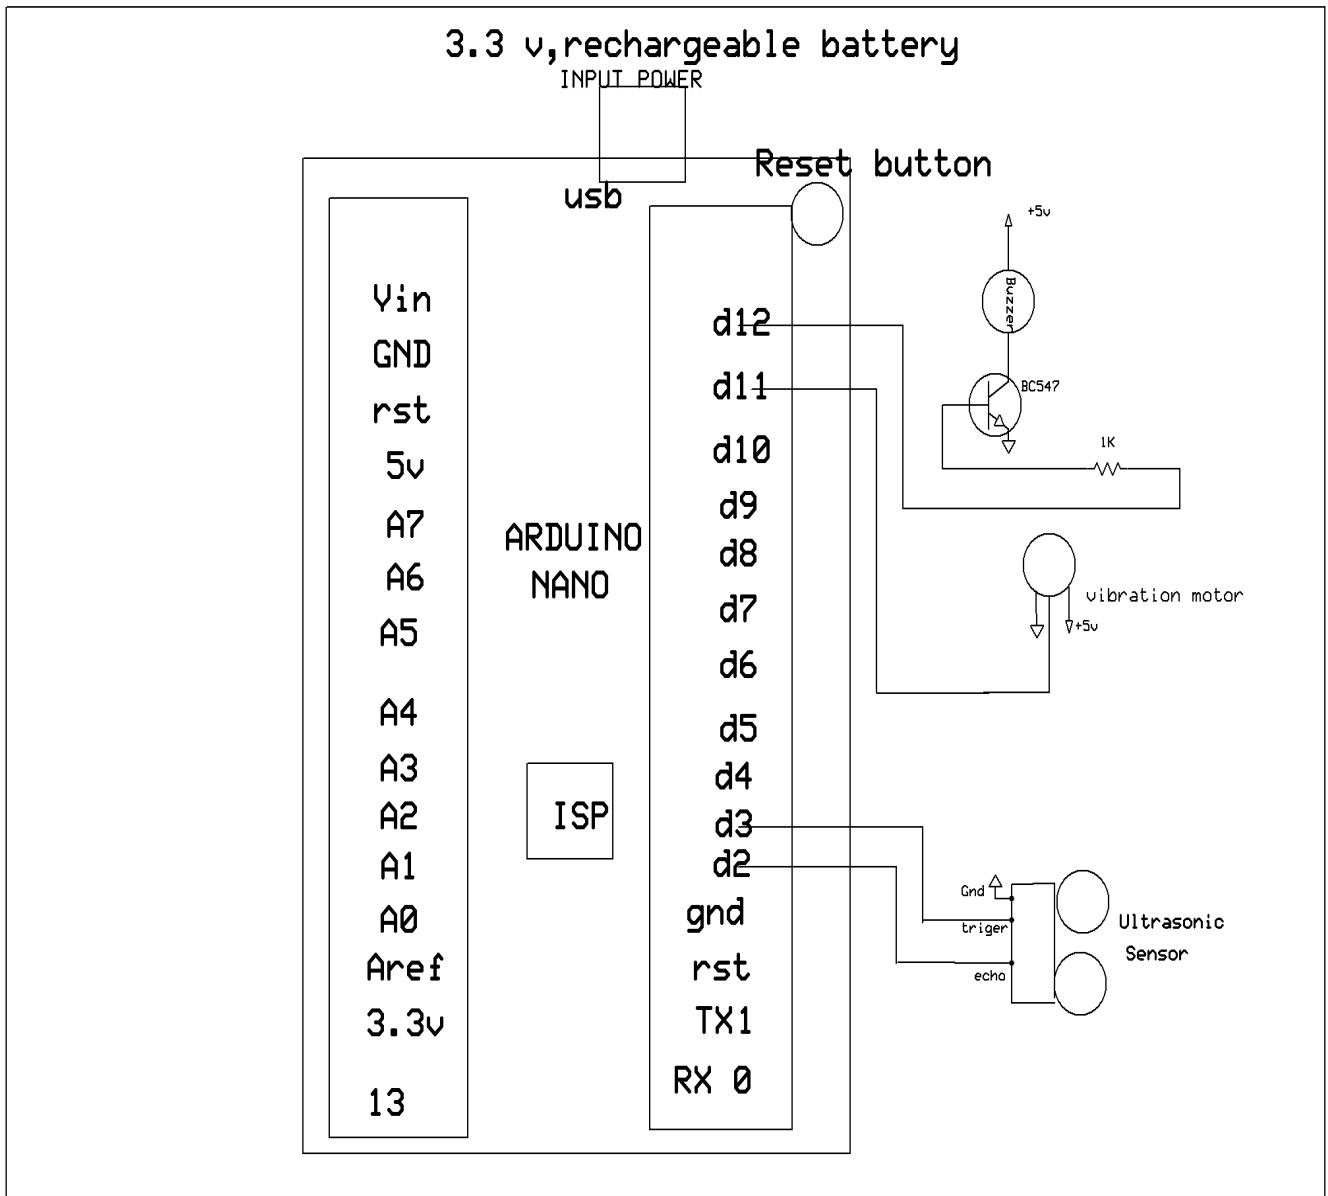 3.3 v,rechargeable battery
INPUT POWER
Reset button
usb
+5v
Buzzer
BC547
1K
Vin
GND
rst
5v
A7
A6
A5
A4
A3
A2
A1
A0
Aref
3.3v
13
ARDUINO
NANO
ISP
d12
d11
d10
d9
d8
d7
d6
d5
d4
d3
d2
gnd
rst
TX1
RX 0
vibration motor
+5v
Gnd
triger
echo
Ultrasonic
Sensor